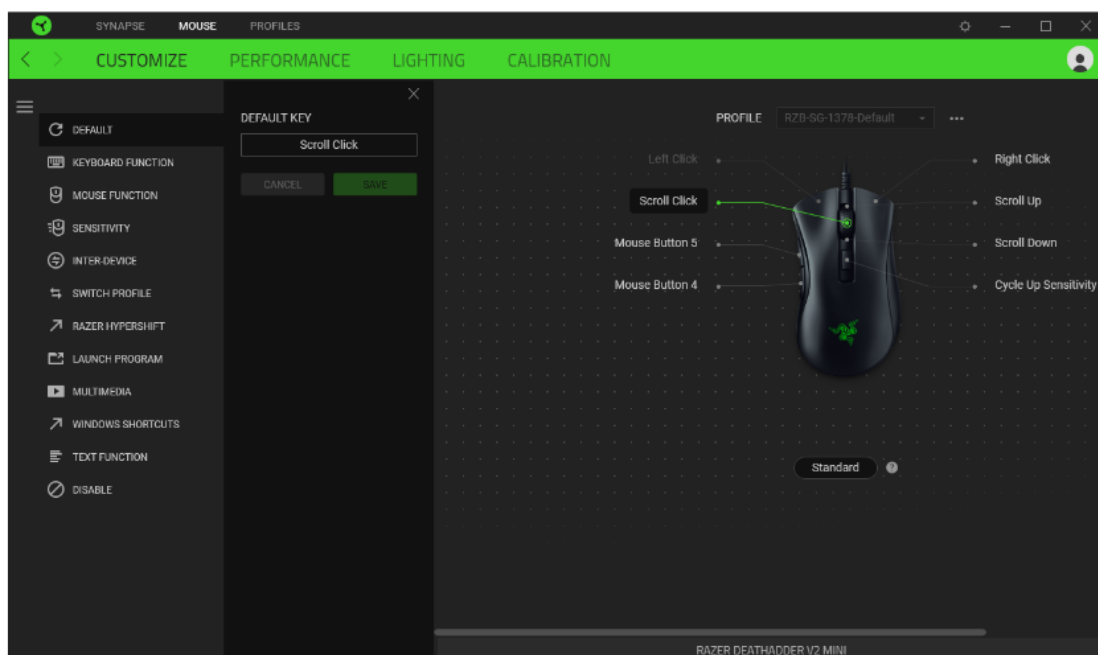 SYNAPSE MOUSE PROFILES
CUSTOMIZE PERFORMANCE LIGHTING CALIBRATION
DEFAULT
KEYBOARD FUNCTION
MOUSE FUNCTION
SENSITIVITY
INTER-DEVICE
SWITCH PROFILE
RAZER HYPERSHIFT
LAUNCH PROGRAM
MULTIMEDIA
WINDOWS SHORTCUTS
TEXT FUNCTION
DISABLE
DEFAULT KEY
Scroll Click
CANCEL SAVE
PROFILE RZB-SG-1378-Default
Left Click
Scroll Click
Mouse Button 5
Mouse Button 4
Right Click
Scroll Up
Scroll Down
Cycle Up Sensitivity
Standard ?
RAZER DEATHADDER V2 MINI